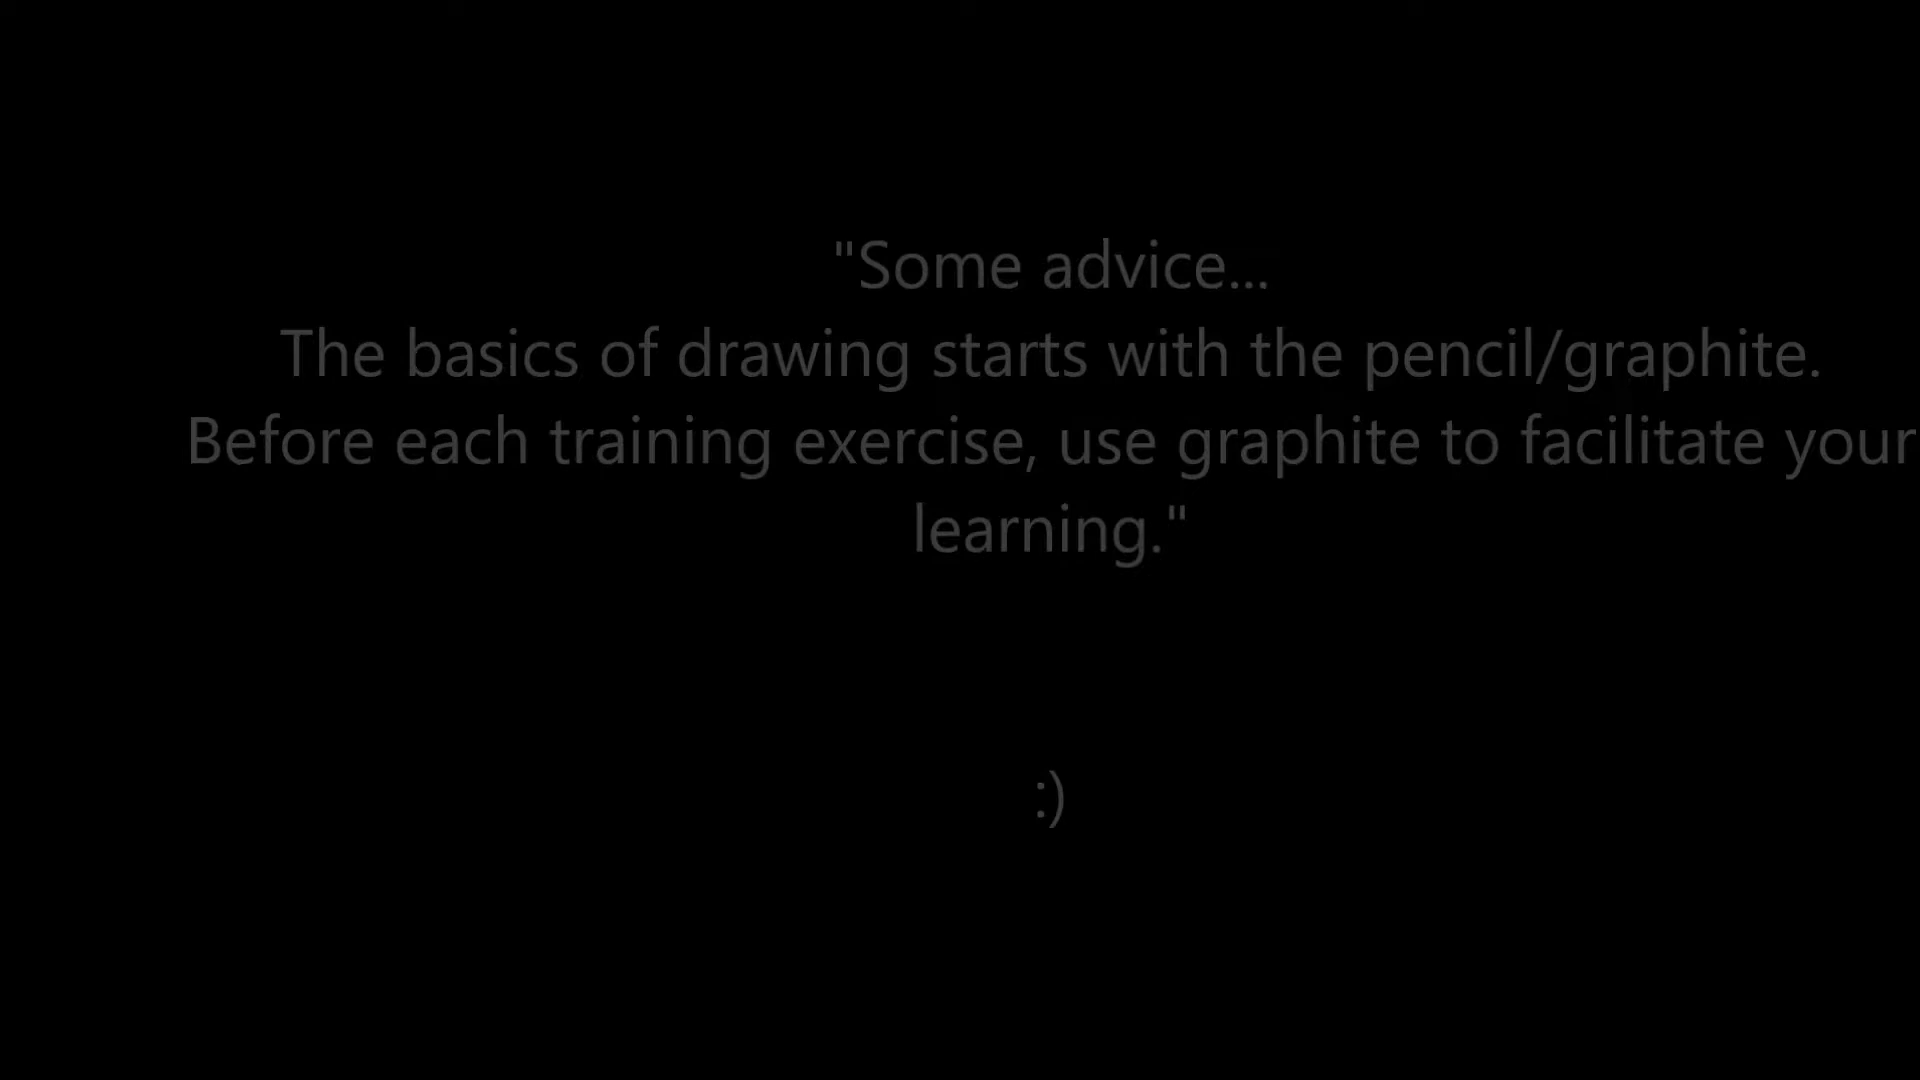 "Some advice...
The basics of drawing starts with the pencil/graphite.
Before each training exercise, use graphite to facilitate your
learning."
:)